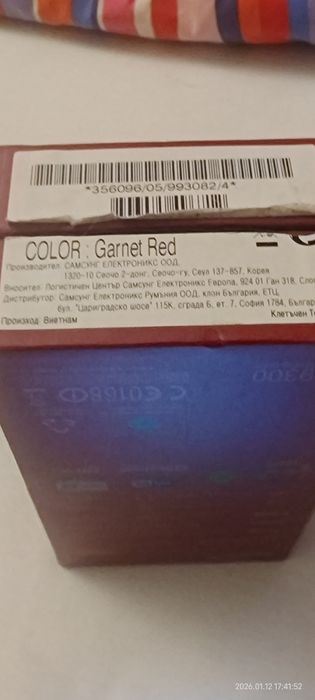 *356096/05/993082/4*
COLOR : Garnet Red
Производител: САМСУНГ ЕЛЕКТРОНИКС ООД,
1320-10 Сеочо 2-донг, Сеочо-гу, Сеул 137-857, Корея
Вносител: Логистичен Център Самсунг Електроникс Европа, 924 01 Ган 318, Сло
Дистрибутор: Самсунг Електроникс Румъния ООД, клон България, ЕТЦ
бул. "Цариградско шосе" 115К, сграда Б, ет. 7, София 1784, Българ
Произход: Виетнам
Клетъчен Т
CE0168
2026.01.12 17:41:52